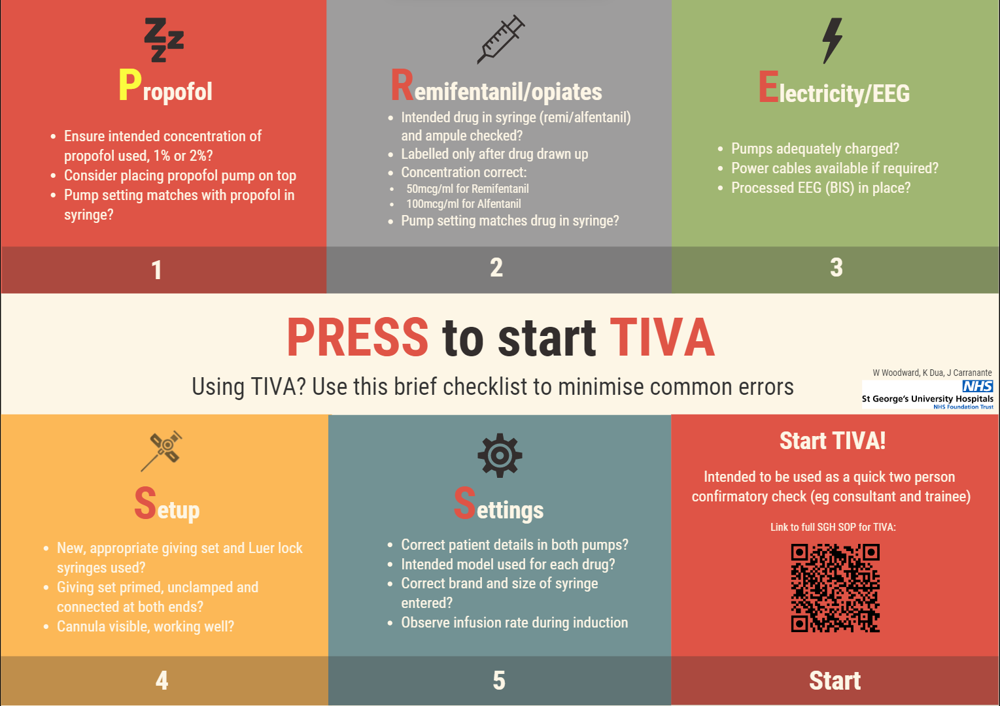 Zzz
Propofol
• Ensure intended concentration of
propofol used, 1% or 2%?
• Consider placing propofol pump on top
• Pump setting matches with propofol in
syringe?
1
Remifentanil/opiates
• Intended drug in syringe (remi/alfentanil)
and ampule checked?
• Labelled only after drug drawn up
• Concentration correct:
• 50mcg/ml for Remifentanil
• 100mcg/ml for Alfentanil
• Pump setting matches drug in syringe?
2
Electricity/EEG
• Pumps adequately charged?
• Power cables available if required?
• Processed EEG (BIS) in place?
3
PRESS to start TIVA
Using TIVA? Use this brief checklist to minimise common errors
W Woodward, K Dua, J Carranante
NHS
St George's University Hospitals
NHS Foundation Trust
Setup
• New, appropriate giving set and Luer lock
syringes used?
• Giving set primed, unclamped and
connected at both ends?
• Cannula visible, working well?
4
Settings
• Correct patient details in both pumps?
• Intended model used for each drug?
• Correct brand and size of syringe
entered?
• Observe infusion rate during induction
5
Start TIVA!
Intended to be used as a quick two person
confirmatory check (eg consultant and trainee)
Link to full SGH SOP for TIVA:
Start